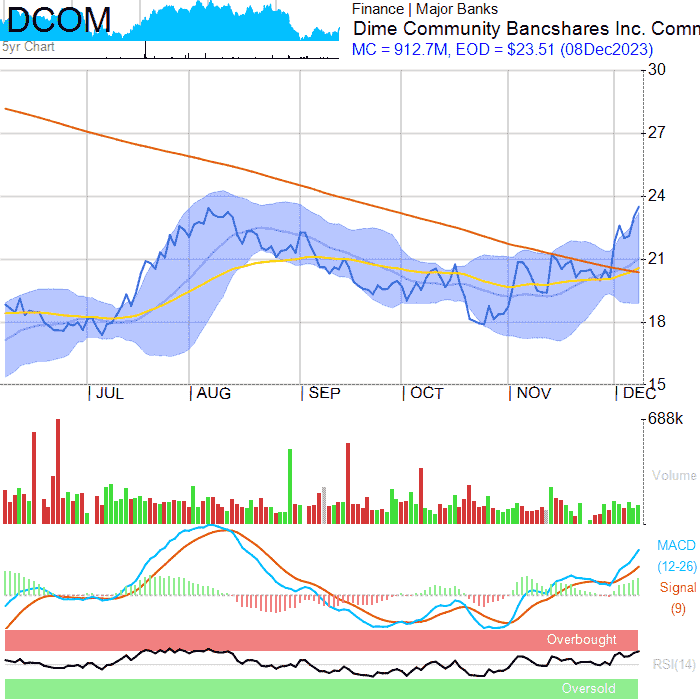 DCOM
5yr Chart
Finance | Major Banks
Dime Community Bancshares Inc. Comm
MC = 912.7M, EOD = $23.51 (08Dec2023)
30
27
24
21
18
15
JUL AUG SEP OCT NOV DEC
688k
Volume
MACD
(12-26)
Signal
(9)
Overbought
RSI(14)
Oversold